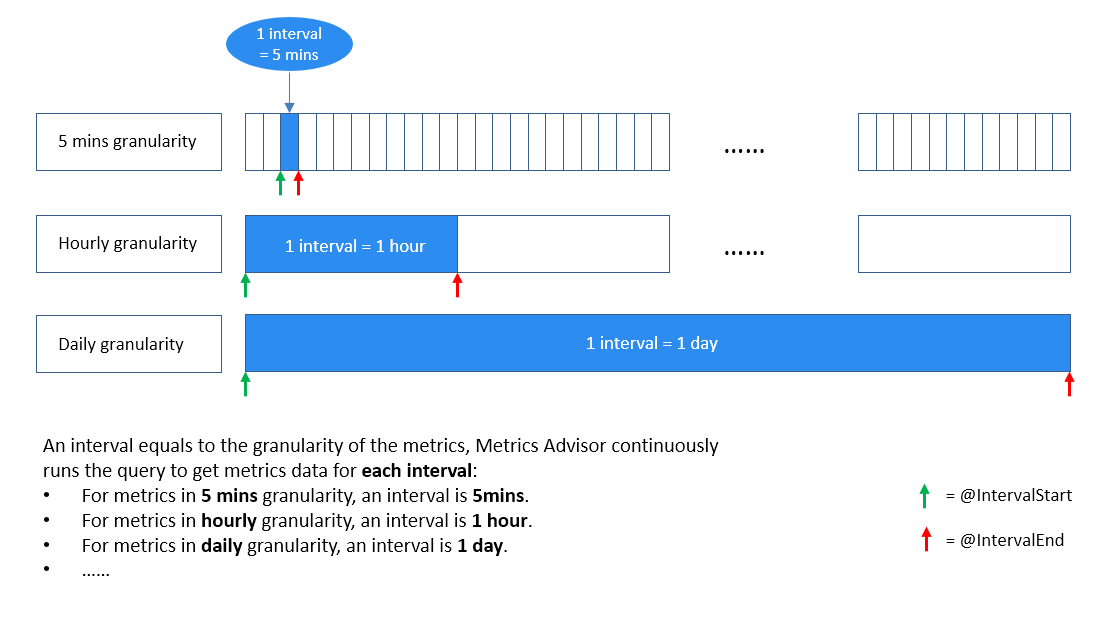 1 interval
= 5 mins
5 mins granularity
......
Hourly granularity
1 interval = 1 hour
......
Daily granularity
1 interval = 1 day
An interval equals to the granularity of the metrics, Metrics Advisor continuously
runs the query to get metrics data for each interval:
• For metrics in 5 mins granularity, an interval is 5mins.
• For metrics in hourly granularity, an interval is 1 hour.
• For metrics in daily granularity, an interval is 1 day.
• ......
= @IntervalStart
= @IntervalEnd